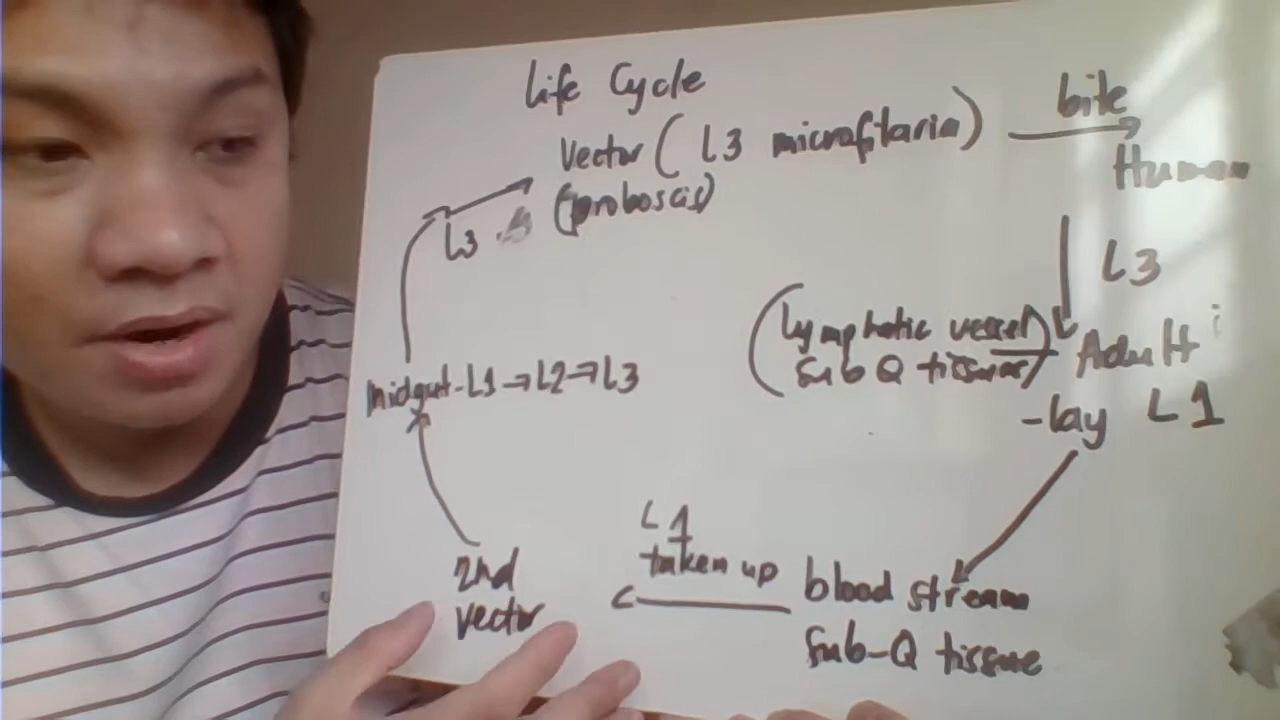 Life Cycle
Vector (L3 microfilaria)
(proboscis)
bite
Human
L3
L3
(lymphatic vessel)
sub Q tissues)
Adult
-lay L1
midgut-L1→L2→L3
L1
taken up
blood stream
sub-Q tissue
2nd
vector